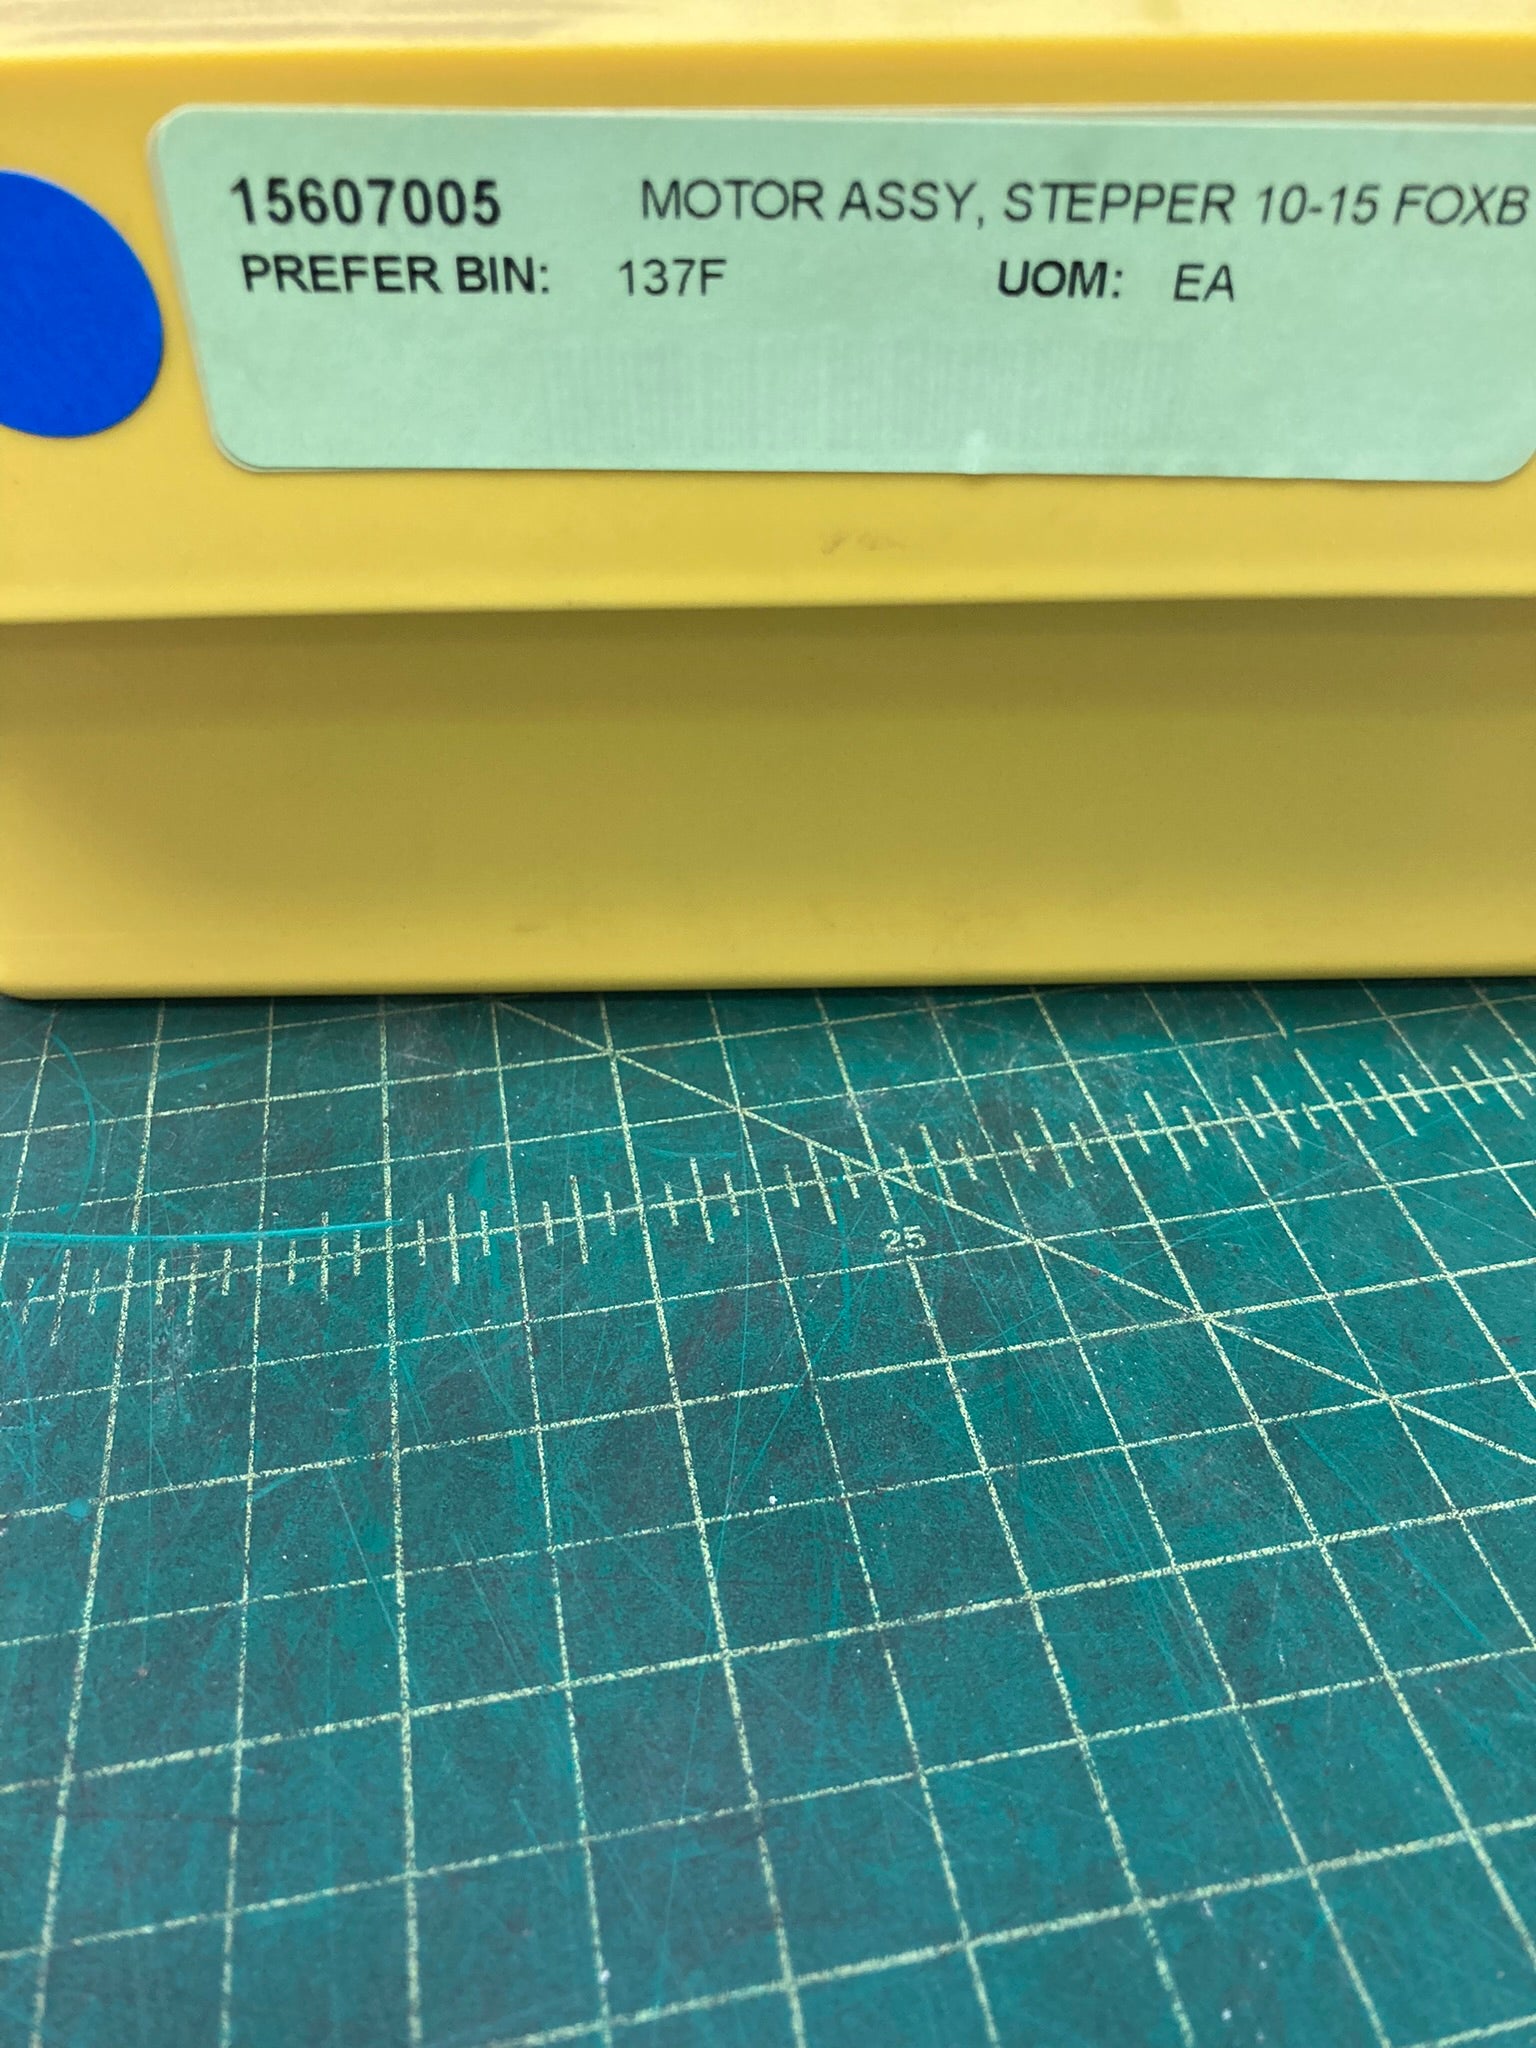 15607005 MOTOR ASSY, STEPPER 10-15 FOXB
PREFER BIN: 137F UOM: EA
25